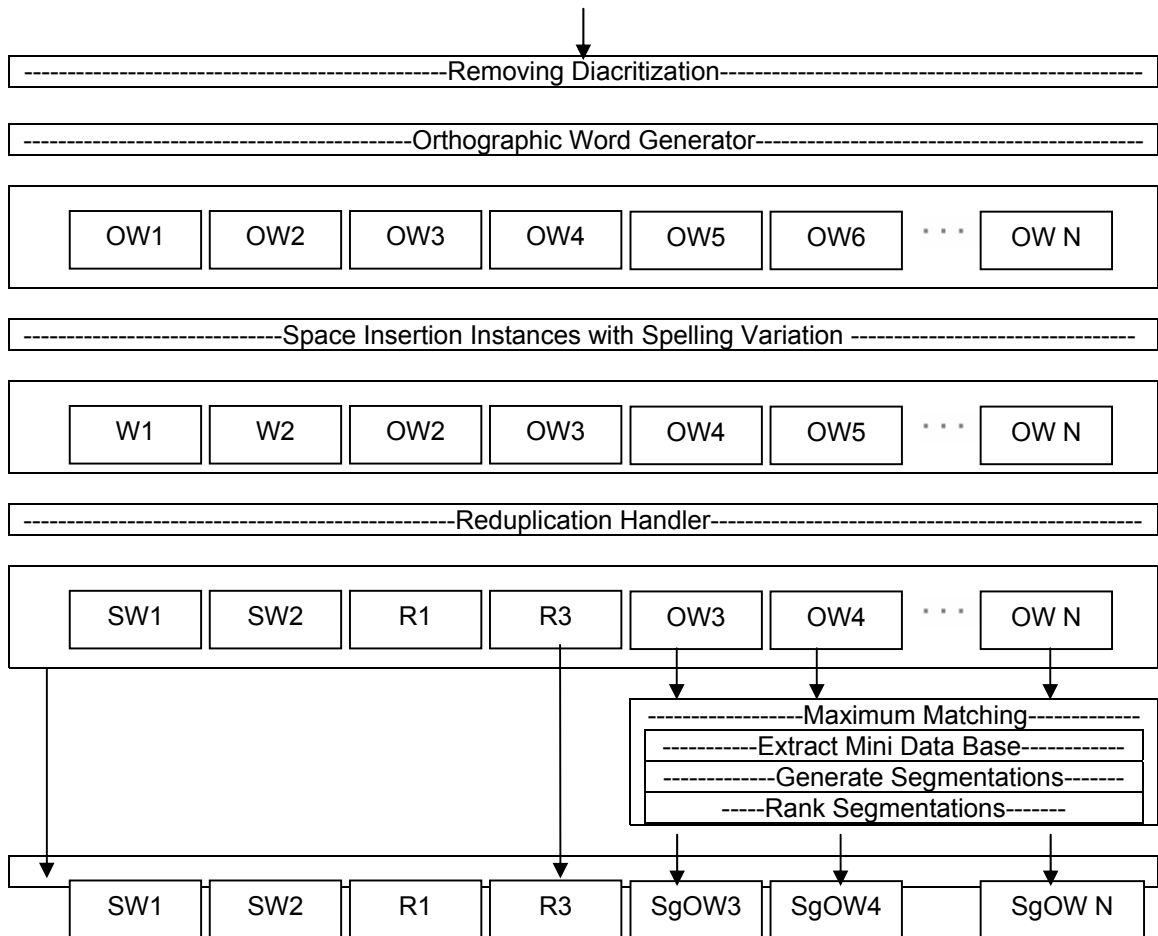 ------------------------------------------------Removing Diacritization------------------------------------------------
--------------------------------------------Orthographic Word Generator--------------------------------------------
OW1 OW2 OW3 OW4 OW5 OW6 . . . OW N
------------------------------Space Insertion Instances with Spelling Variation ---------------------------------
W1 W2 OW2 OW3 OW4 OW5 . . . OW N
-------------------------------------------------Reduplication Handler-------------------------------------------------
SW1 SW2 R1 R3 OW3 OW4 . . . OW N
------------------Maximum Matching-------------
-----------Extract Mini Data Base------------
-------------Generate Segmentations-------
-----Rank Segmentations-------
SW1 SW2 R1 R3 SgOW3 SgOW4 SgOW N